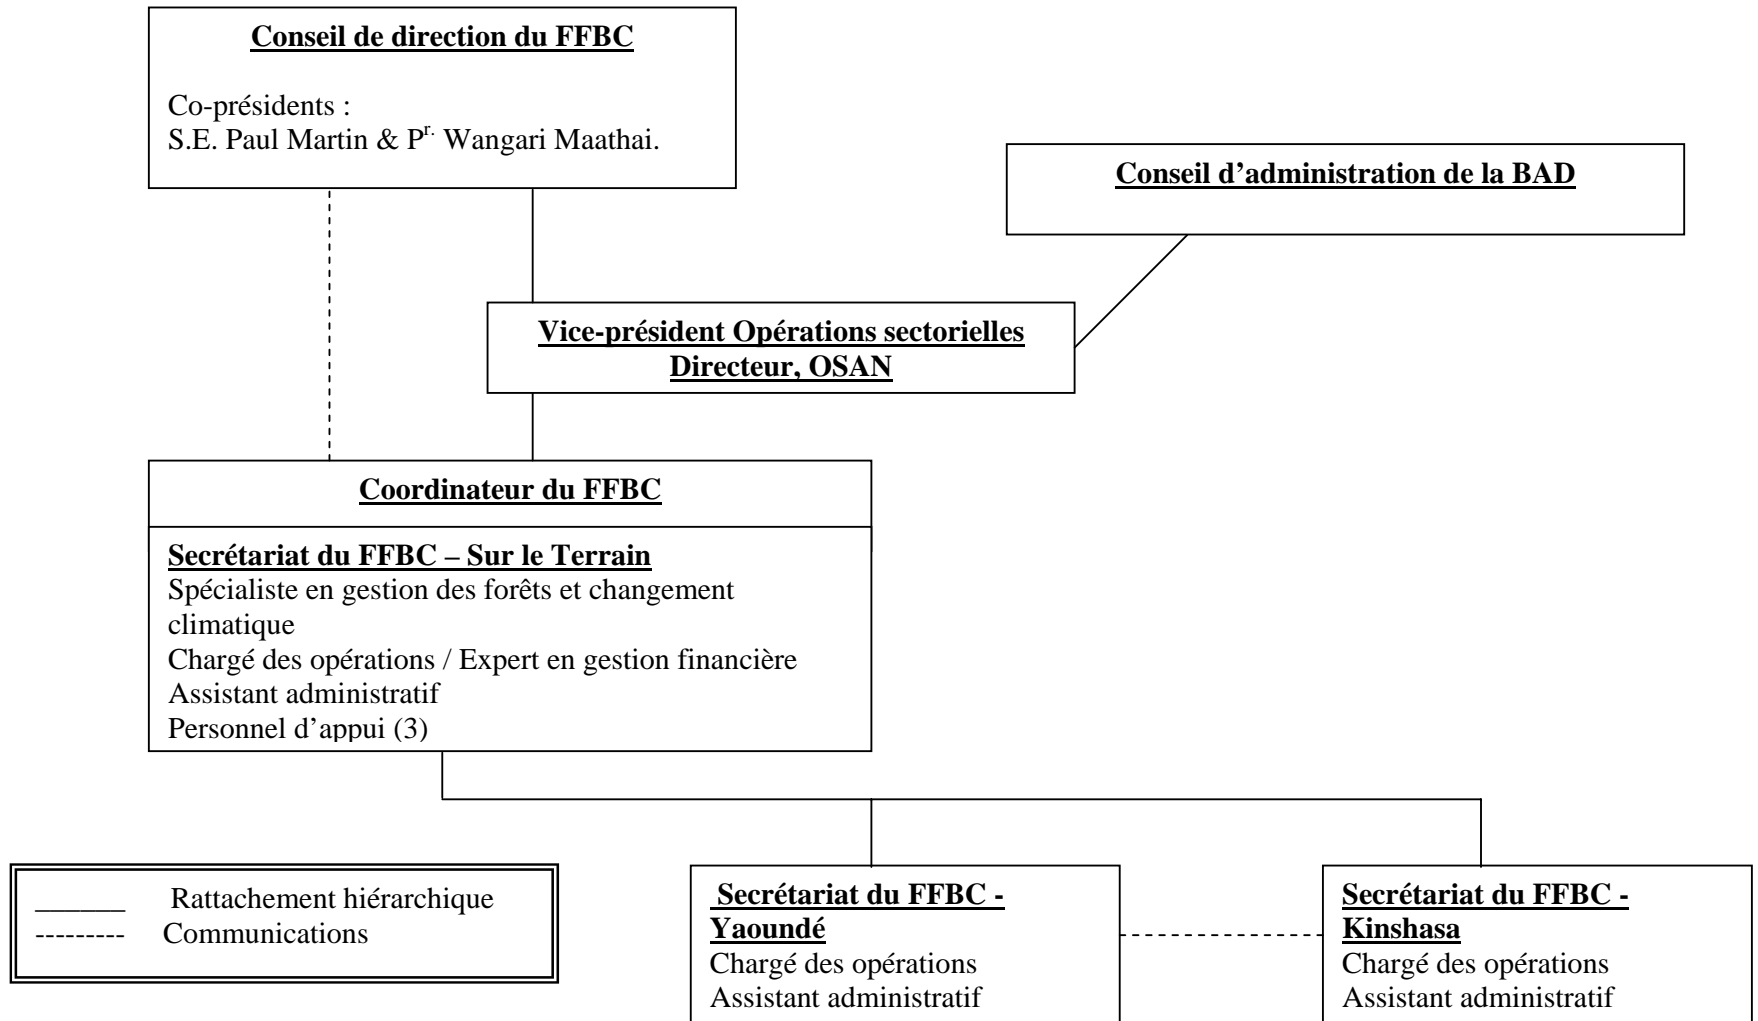 Conseil de direction du FFBC
Co-présidents :
S.E. Paul Martin & Pr. Wangari Maathai.
Conseil d’administration de la BAD
Vice-président Opérations sectorielles
Directeur, OSAN
Coordinateur du FFBC
Secrétariat du FFBC – Sur le Terrain
Spécialiste en gestion des forêts et changement
climatique
Chargé des opérations / Expert en gestion financière
Assistant administratif
Personnel d’appui (3)
Rattachement hiérarchique
Communications
Secrétariat du FFBC -
Yaoundé
Chargé des opérations
Assistant administratif
Secrétariat du FFBC -
Kinshasa
Chargé des opérations
Assistant administratif